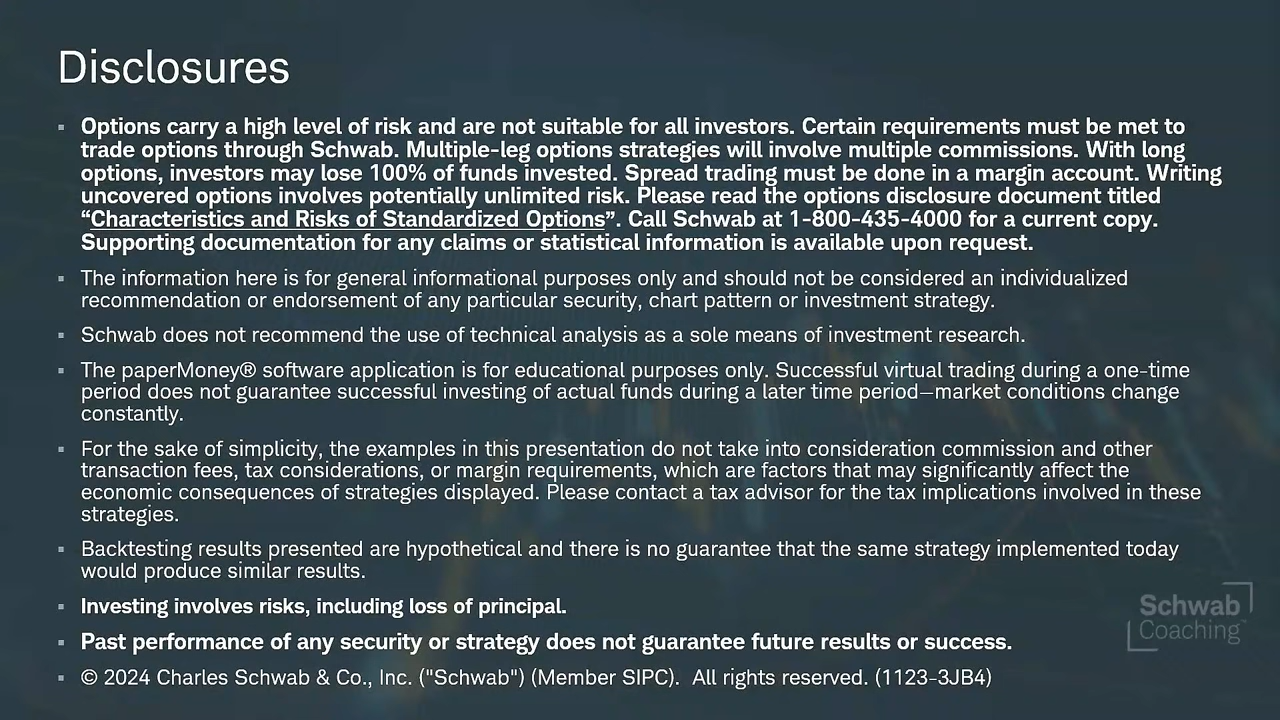 Disclosures
▪ Options carry a high level of risk and are not suitable for all investors. Certain requirements must be met to
trade options through Schwab. Multiple-leg options strategies will involve multiple commissions. With long
options, investors may lose 100% of funds invested. Spread trading must be done in a margin account. Writing
uncovered options involves potentially unlimited risk. Please read the options disclosure document titled
“Characteristics and Risks of Standardized Options”. Call Schwab at 1-800-435-4000 for a current copy.
Supporting documentation for any claims or statistical information is available upon request.
▪ The information here is for general informational purposes only and should not be considered an individualized
recommendation or endorsement of any particular security, chart pattern or investment strategy.
▪ Schwab does not recommend the use of technical analysis as a sole means of investment research.
▪ The paperMoney® software application is for educational purposes only. Successful virtual trading during a one-time
period does not guarantee successful investing of actual funds during a later time period—market conditions change
constantly.
▪ For the sake of simplicity, the examples in this presentation do not take into consideration commission and other
transaction fees, tax considerations, or margin requirements, which are factors that may significantly affect the
economic consequences of strategies displayed. Please contact a tax advisor for the tax implications involved in these
strategies.
▪ Backtesting results presented are hypothetical and there is no guarantee that the same strategy implemented today
would produce similar results.
▪ Investing involves risks, including loss of principal.
▪ Past performance of any security or strategy does not guarantee future results or success.
▪ © 2024 Charles Schwab & Co., Inc. ("Schwab") (Member SIPC).  All rights reserved. (1123-3JB4)
Schwab
Coaching